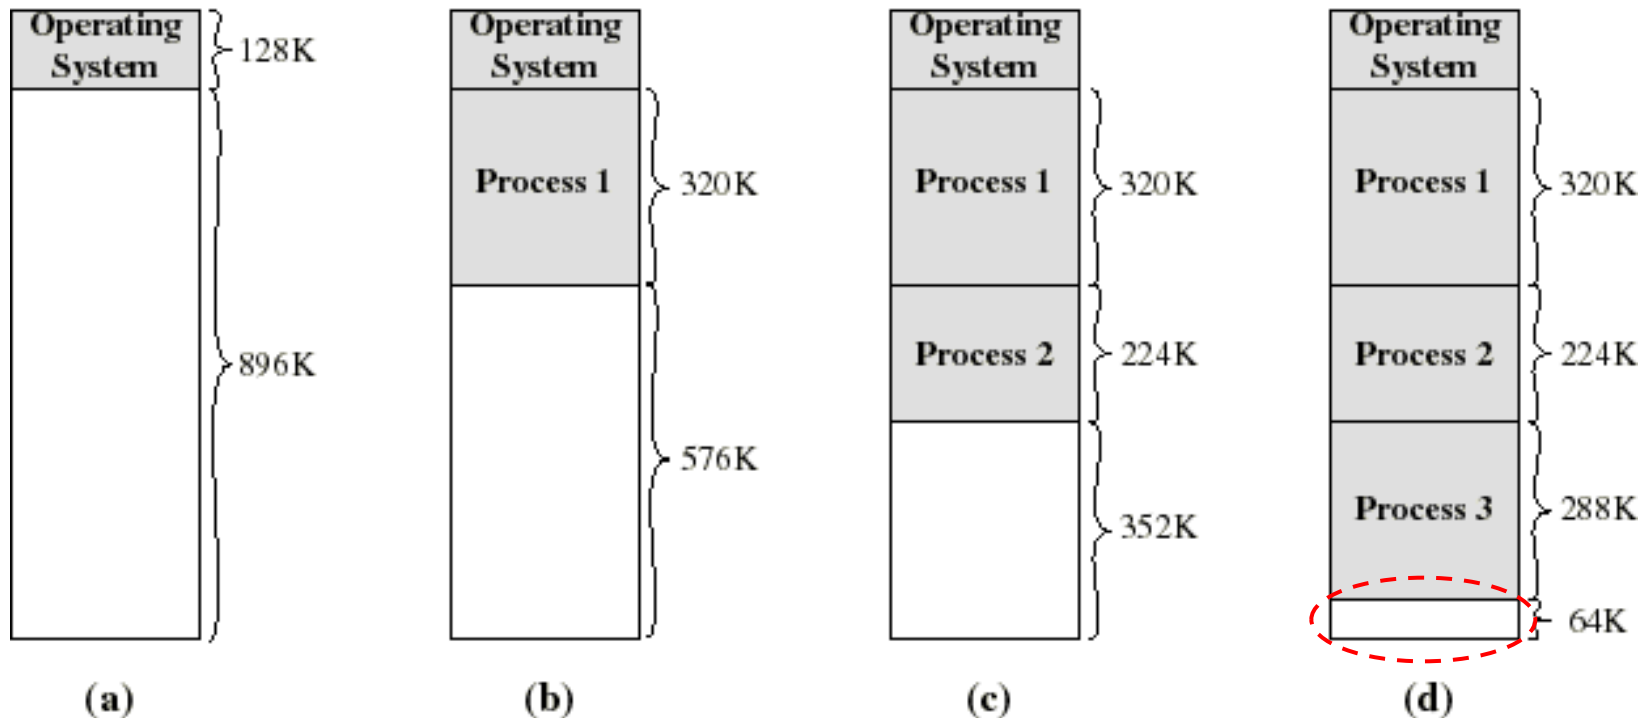 Operating
System
128K
896K
(a)
Operating
System
Process 1
320K
576K
(b)
Operating
System
Process 1
320K
Process 2
224K
352K
(c)
Operating
System
Process 1
320K
Process 2
224K
Process 3
288K
64K
(d)